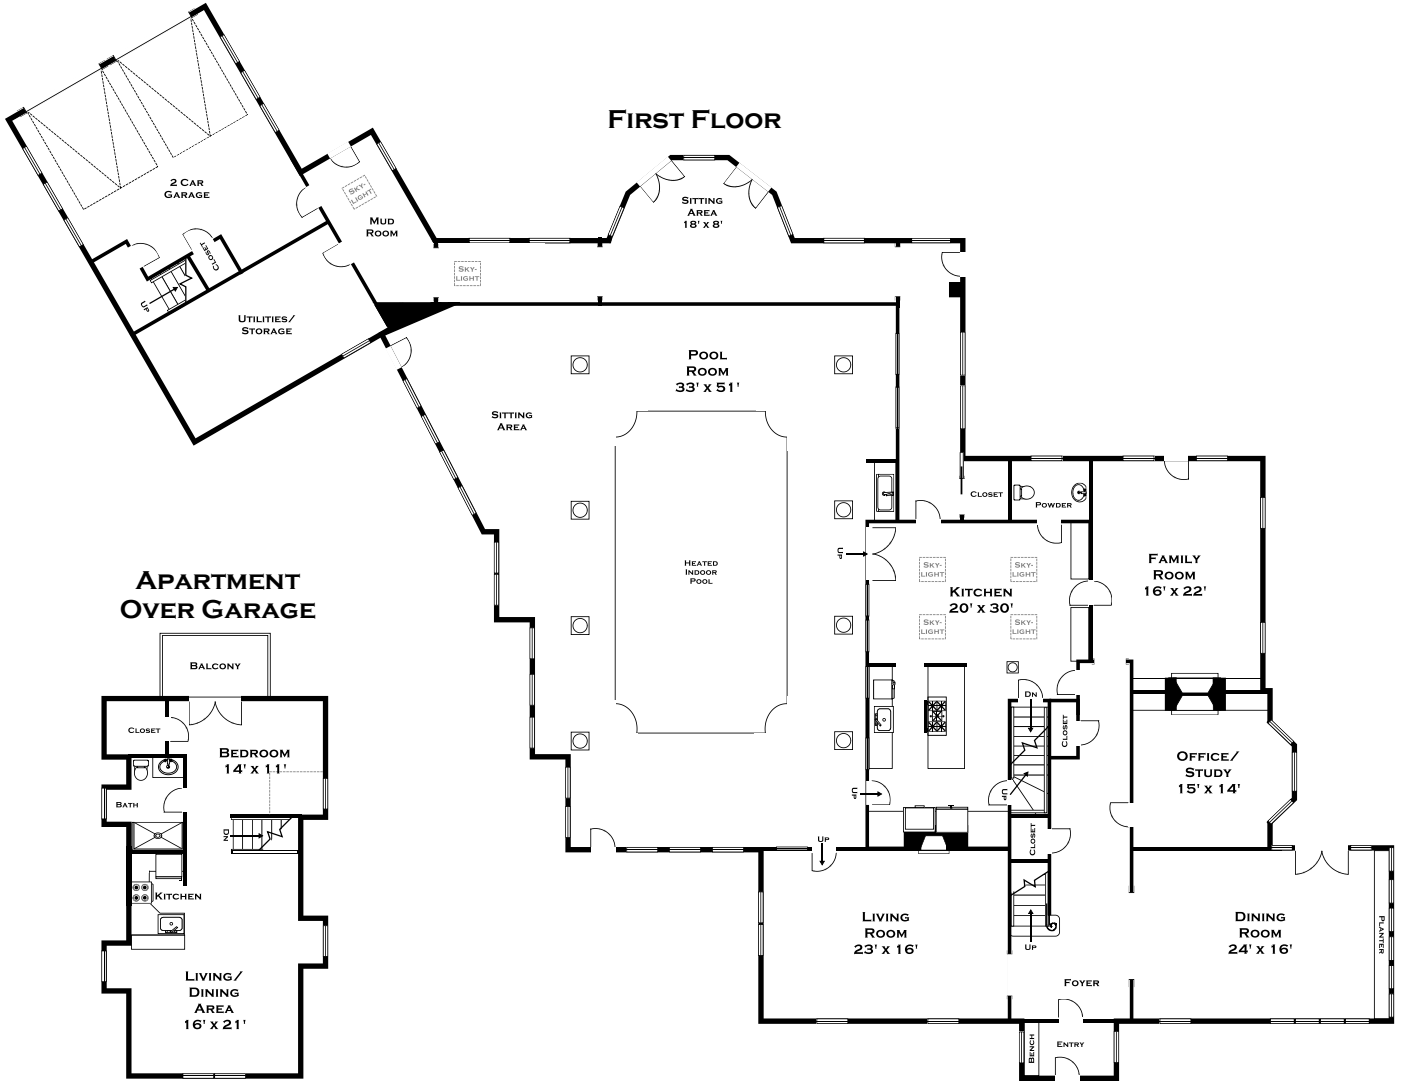 First Floor
2 Car
Garage
Closet
Up
Sky-
light
Mud
Room
Utilities/
Storage
Sky-
light
Sitting
Area
18' x 8'
Pool
Room
33' x 51'
Sitting
Area
Heated
Indoor
Pool
Closet
Powder
Up
Sky-
light
Sky-
light
Kitchen
20' x 30'
Sky-
light
Sky-
light
Family
Room
16' x 22'
Dn
Closet
Up
Up
Office/
Study
15' x 14'
Up
Closet
Living
Room
23' x 16'
Up
Dining
Room
24' x 16'
Planter
Foyer
Bench
Entry
Apartment
Over Garage
Balcony
Closet
Bedroom
14' x 11'
Bath
Dn
Kitchen
Living/
Dining
Area
16' x 21'